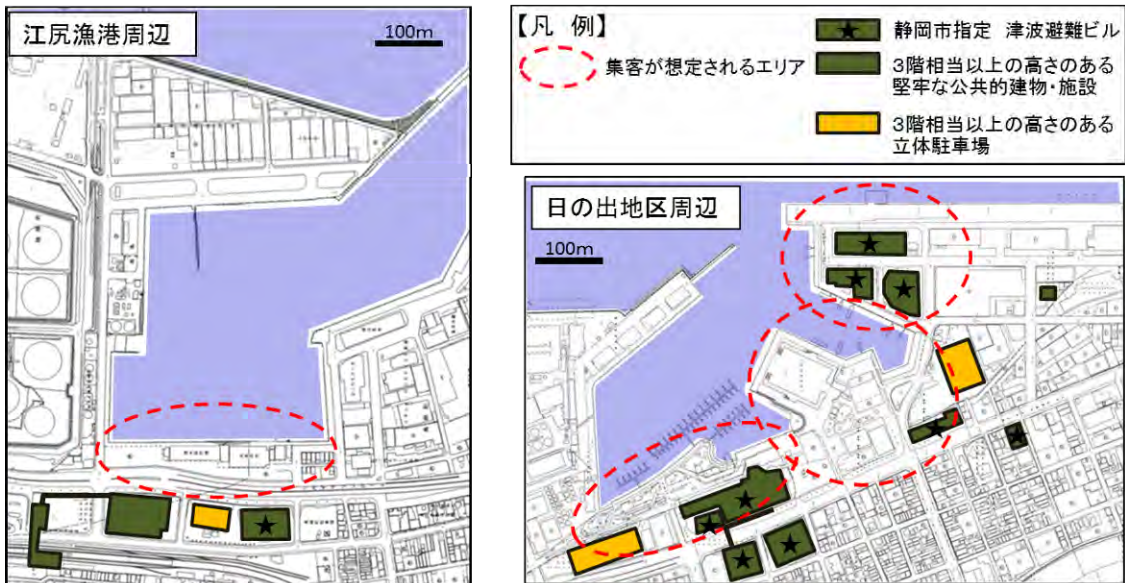 江尻漁港周辺
100m
【凡 例】
集客が想定されるエリア
静岡市指定 津波避難ビル
3階相当以上の高さのある
堅牢な公共的建物・施設
3階相当以上の高さのある
立体駐車場
日の出地区周辺
100m